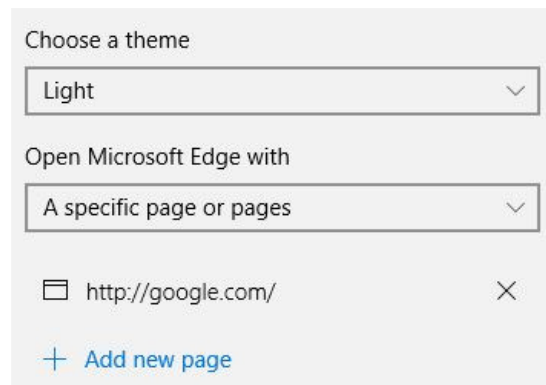 Choose a theme
Light
Open Microsoft Edge with
A specific page or pages
http://google.com/
Add new page